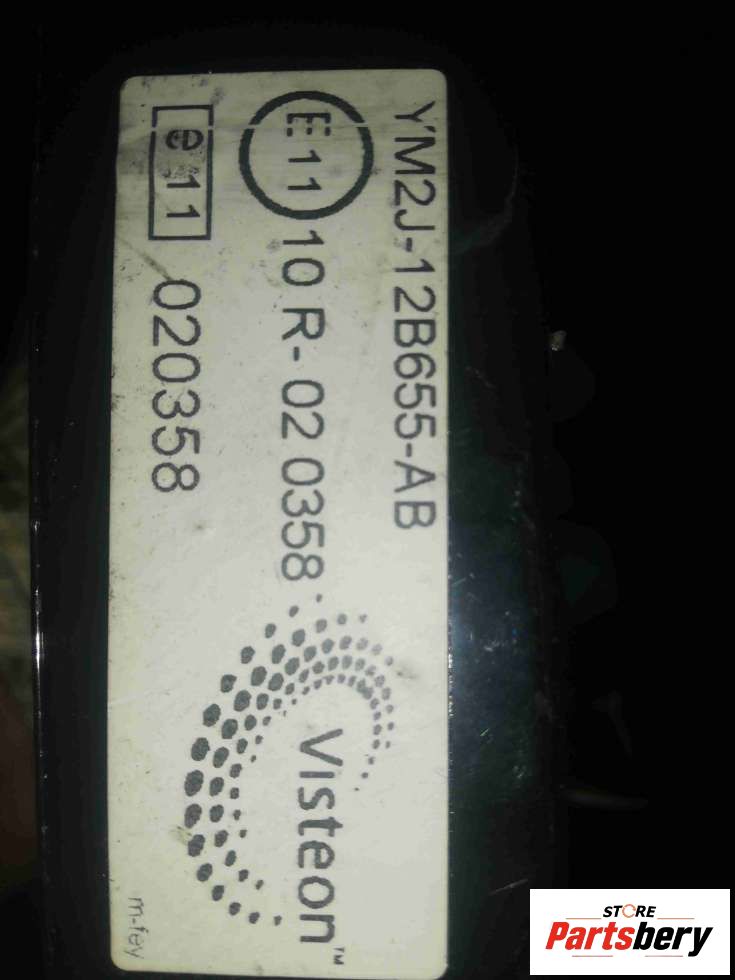 YM2J-12B655-AB
E 11 10 R-02 0358
e 11 020358
Visteon™
m-fey
STORE
Partsbery